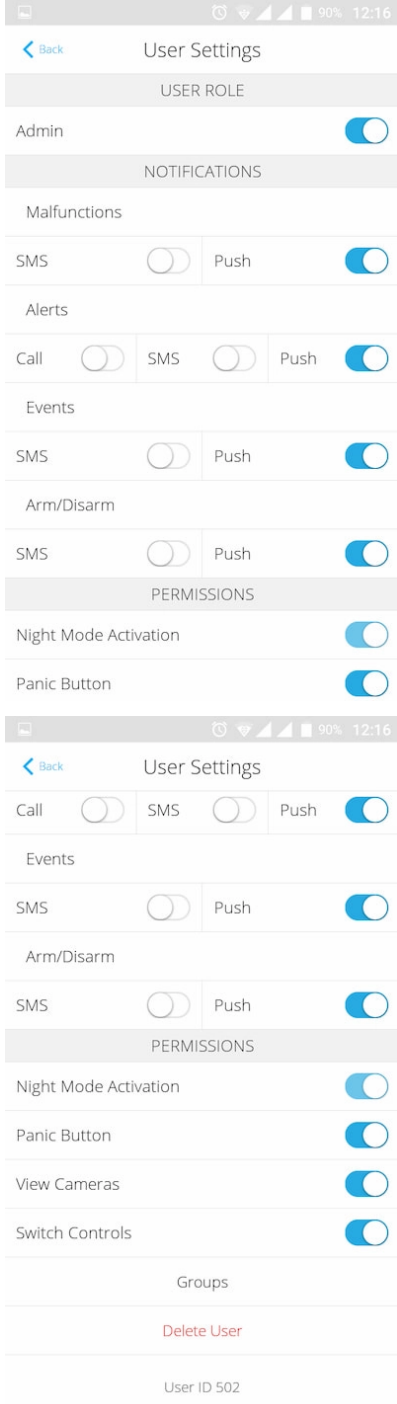 90% 12:16
Back User Settings
USER ROLE
Admin
NOTIFICATIONS
Malfunctions
SMS Push
Alerts
Call SMS Push
Events
SMS Push
Arm/Disarm
SMS Push
PERMISSIONS
Night Mode Activation
Panic Button
90% 12:16
Back User Settings
Call SMS Push
Events
SMS Push
Arm/Disarm
SMS Push
PERMISSIONS
Night Mode Activation
Panic Button
View Cameras
Switch Controls
Groups
Delete User
User ID 502